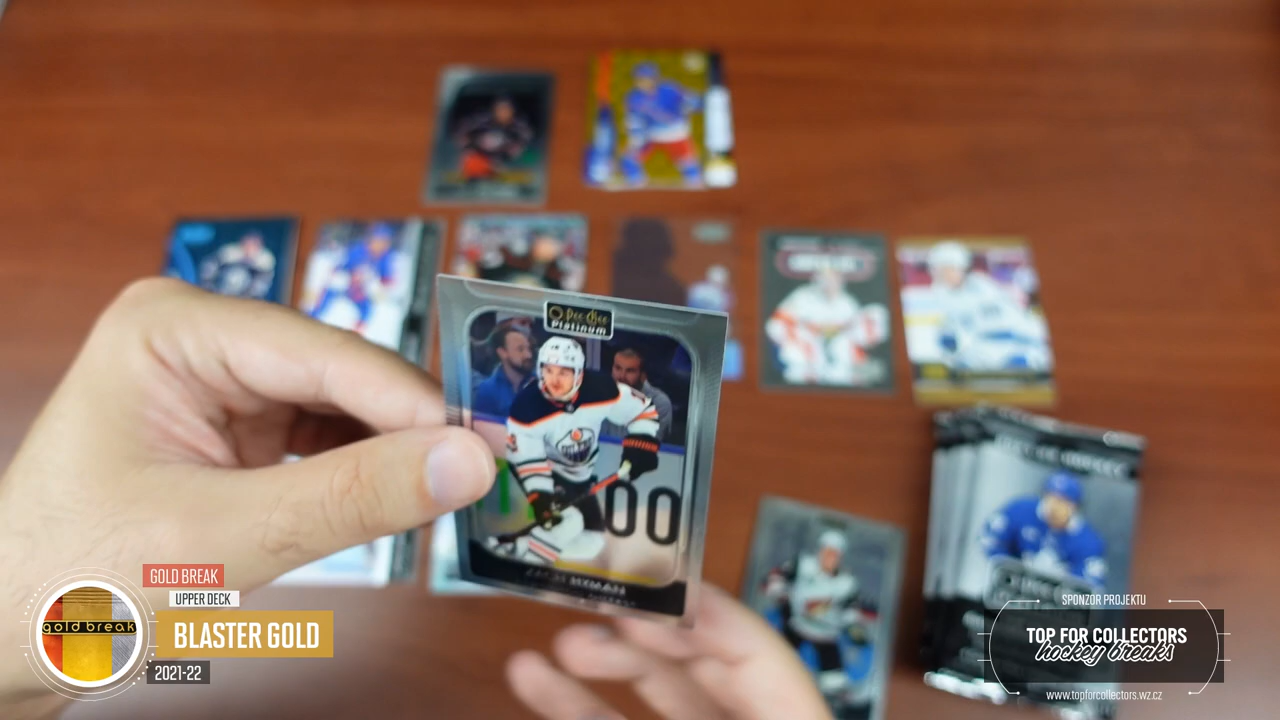 O Pee Chee
Platinum
HYMAN
00
GOLD BREAK
UPPER DECK
gold break
BLASTER GOLD
2021-22
SPONZOR PROJEKTU
TOP FOR COLLECTORS
hockey breaks
www.topforcollectors.wz.cz